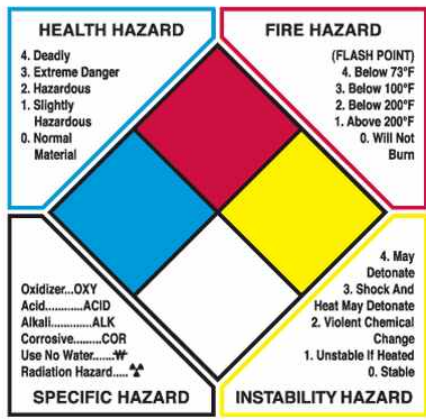 HEALTH HAZARD
4. Deadly
3. Extreme Danger
2. Hazardous
1. Slightly
Hazardous
0. Normal
Material
FIRE HAZARD
(FLASH POINT)
4. Below 73°F
3. Below 100°F
2. Below 200°F
1. Above 200°F
0. Will Not
Burn
Oxidizer...OXY
Acid............ACID
Alkali.............ALK
Corrosive.........COR
Use No Water.......W
Radiation Hazard.....☢
SPECIFIC HAZARD
4. May
Detonate
3. Shock And
Heat May Detonate
2. Violent Chemical
Change
1. Unstable If Heated
0. Stable
INSTABILITY HAZARD